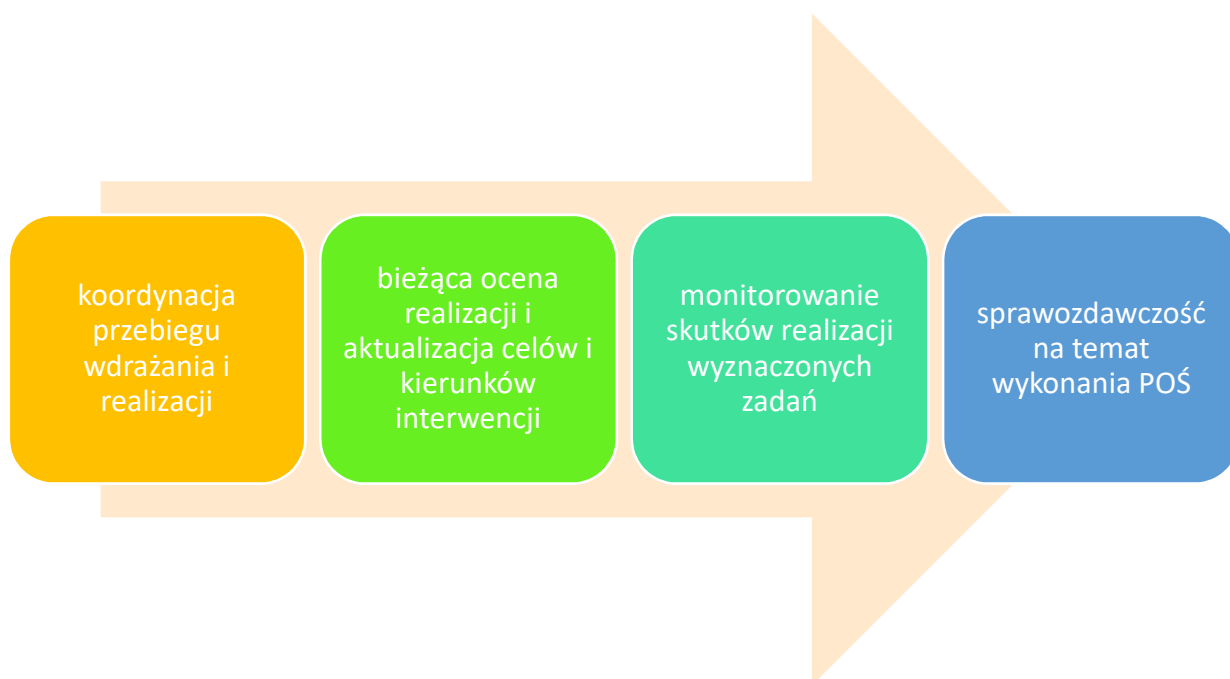 koordynacja
przebiegu
wdrażania i
realizacji
bieżąca ocena
realizacji i
aktualizacja celów i
kierunków
interwencji
monitorowanie
skutków realizacji
wyznaczonych
zadań
sprawozdawczość
na temat
wykonania POŚ